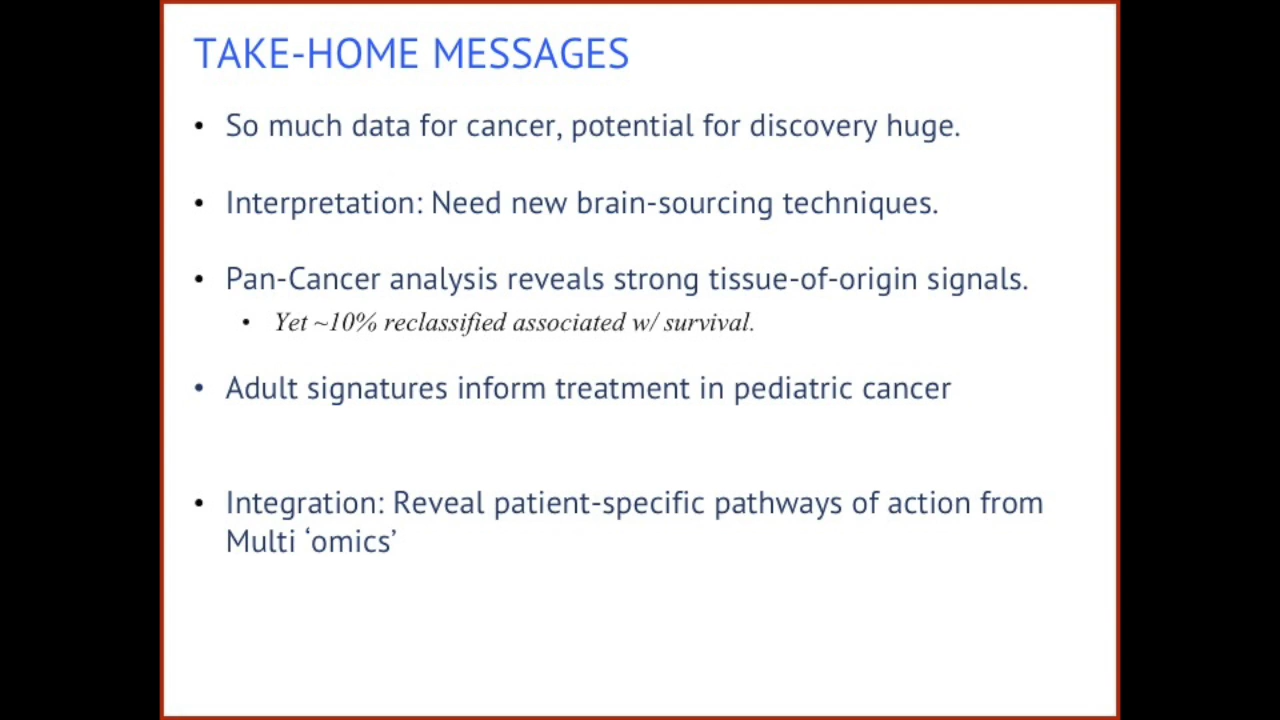 TAKE-HOME MESSAGES
• So much data for cancer, potential for discovery huge.
• Interpretation: Need new brain-sourcing techniques.
• Pan-Cancer analysis reveals strong tissue-of-origin signals.
• Yet ~10% reclassified associated w/ survival.
• Adult signatures inform treatment in pediatric cancer
• Integration: Reveal patient-specific pathways of action from
Multi ‘omics’